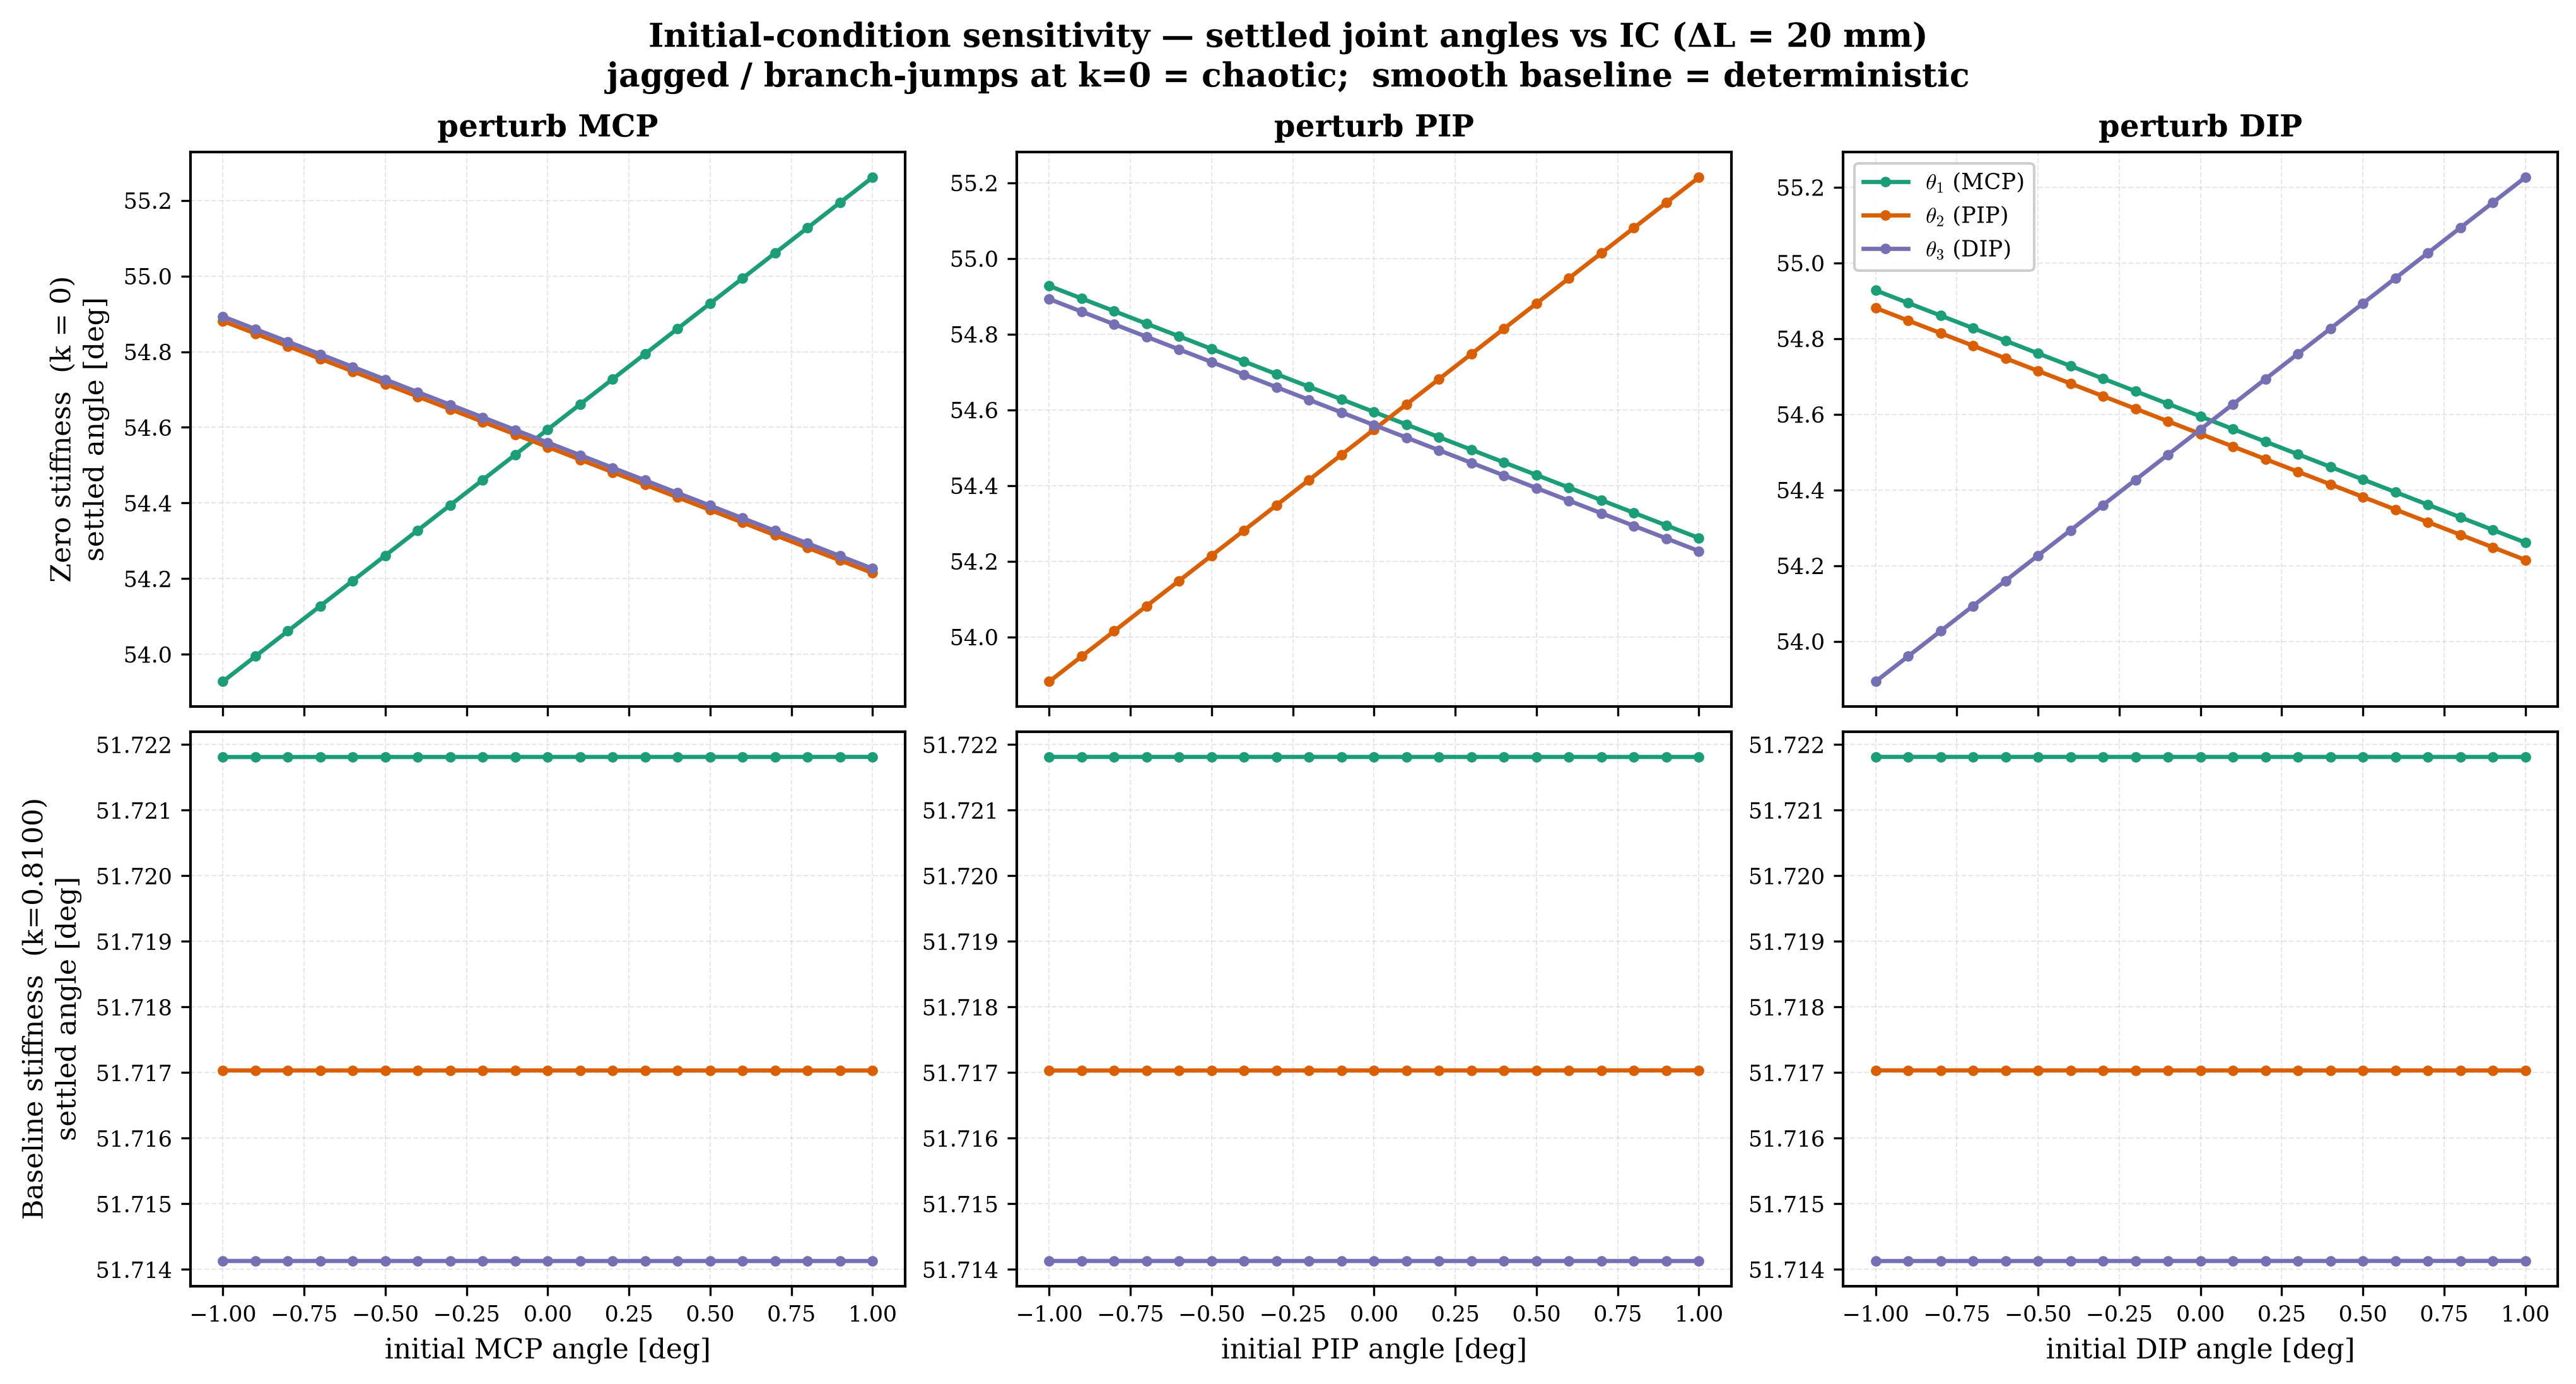 Initial-condition sensitivity — settled joint angles vs IC (ΔL = 20 mm)
jagged / branch-jumps at k=0 = chaotic;  smooth baseline = deterministic
perturb MCP
perturb PIP
perturb DIP
Zero stiffness  (k = 0)
settled angle [deg]
55.2
55.0
54.8
54.6
54.4
54.2
54.0
55.2
55.0
54.8
54.6
54.4
54.2
54.0
55.2
55.0
54.8
54.6
54.4
54.2
54.0
θ1 (MCP)
θ2 (PIP)
θ3 (DIP)
Baseline stiffness  (k=0.8100)
settled angle [deg]
51.722
51.721
51.720
51.719
51.718
51.717
51.716
51.715
51.714
51.722
51.721
51.720
51.719
51.718
51.717
51.716
51.715
51.714
51.722
51.721
51.720
51.719
51.718
51.717
51.716
51.715
51.714
−1.00 −0.75 −0.50 −0.25 0.00 0.25 0.50 0.75 1.00
−1.00 −0.75 −0.50 −0.25 0.00 0.25 0.50 0.75 1.00
−1.00 −0.75 −0.50 −0.25 0.00 0.25 0.50 0.75 1.00
initial MCP angle [deg]
initial PIP angle [deg]
initial DIP angle [deg]